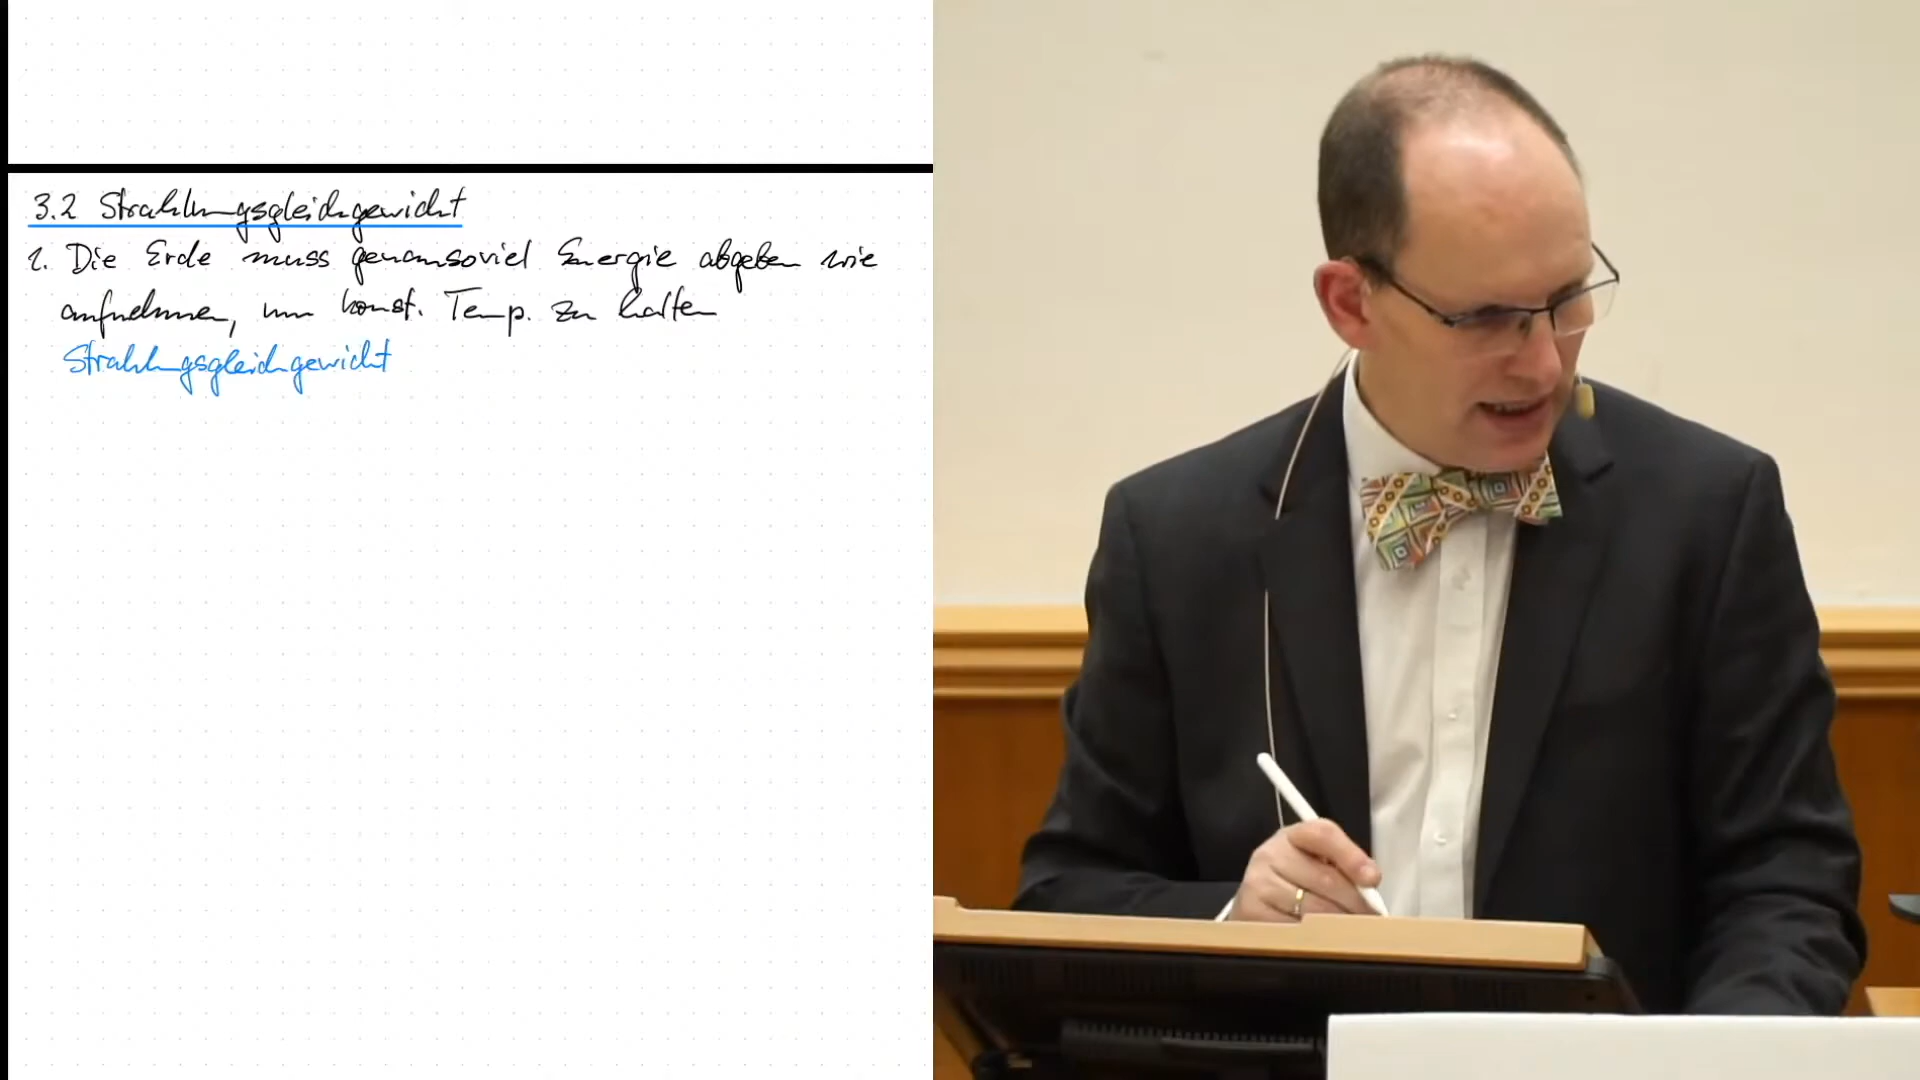 3.2 Strahlungsgleichgewicht
1. Die Erde muss genausoviel Energie abgeben wie
aufnehmen, um konst. Temp. zu halten
Strahlungsgleichgewicht